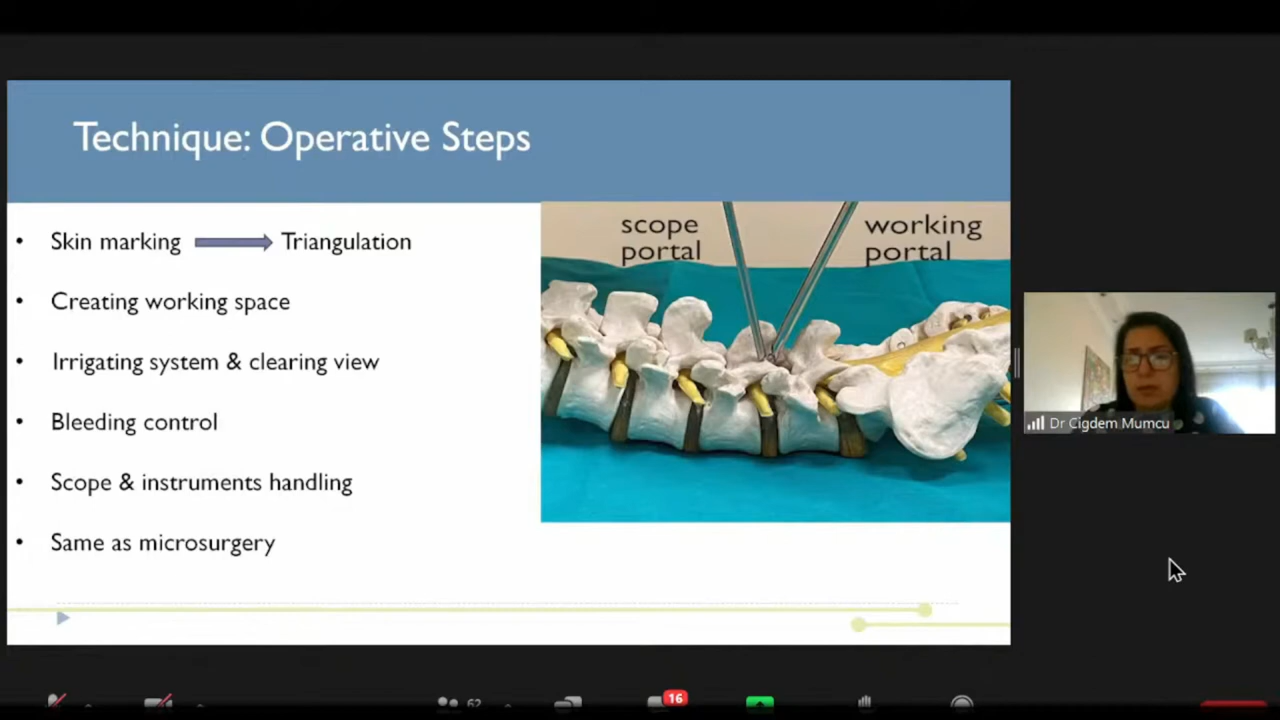 Technique: Operative Steps
• Skin marking Triangulation
• Creating working space
• Irrigating system & clearing view
• Bleeding control
• Scope & instruments handling
• Same as microsurgery
scope
portal
working
portal
Dr Cigdem Mumcu
62
16